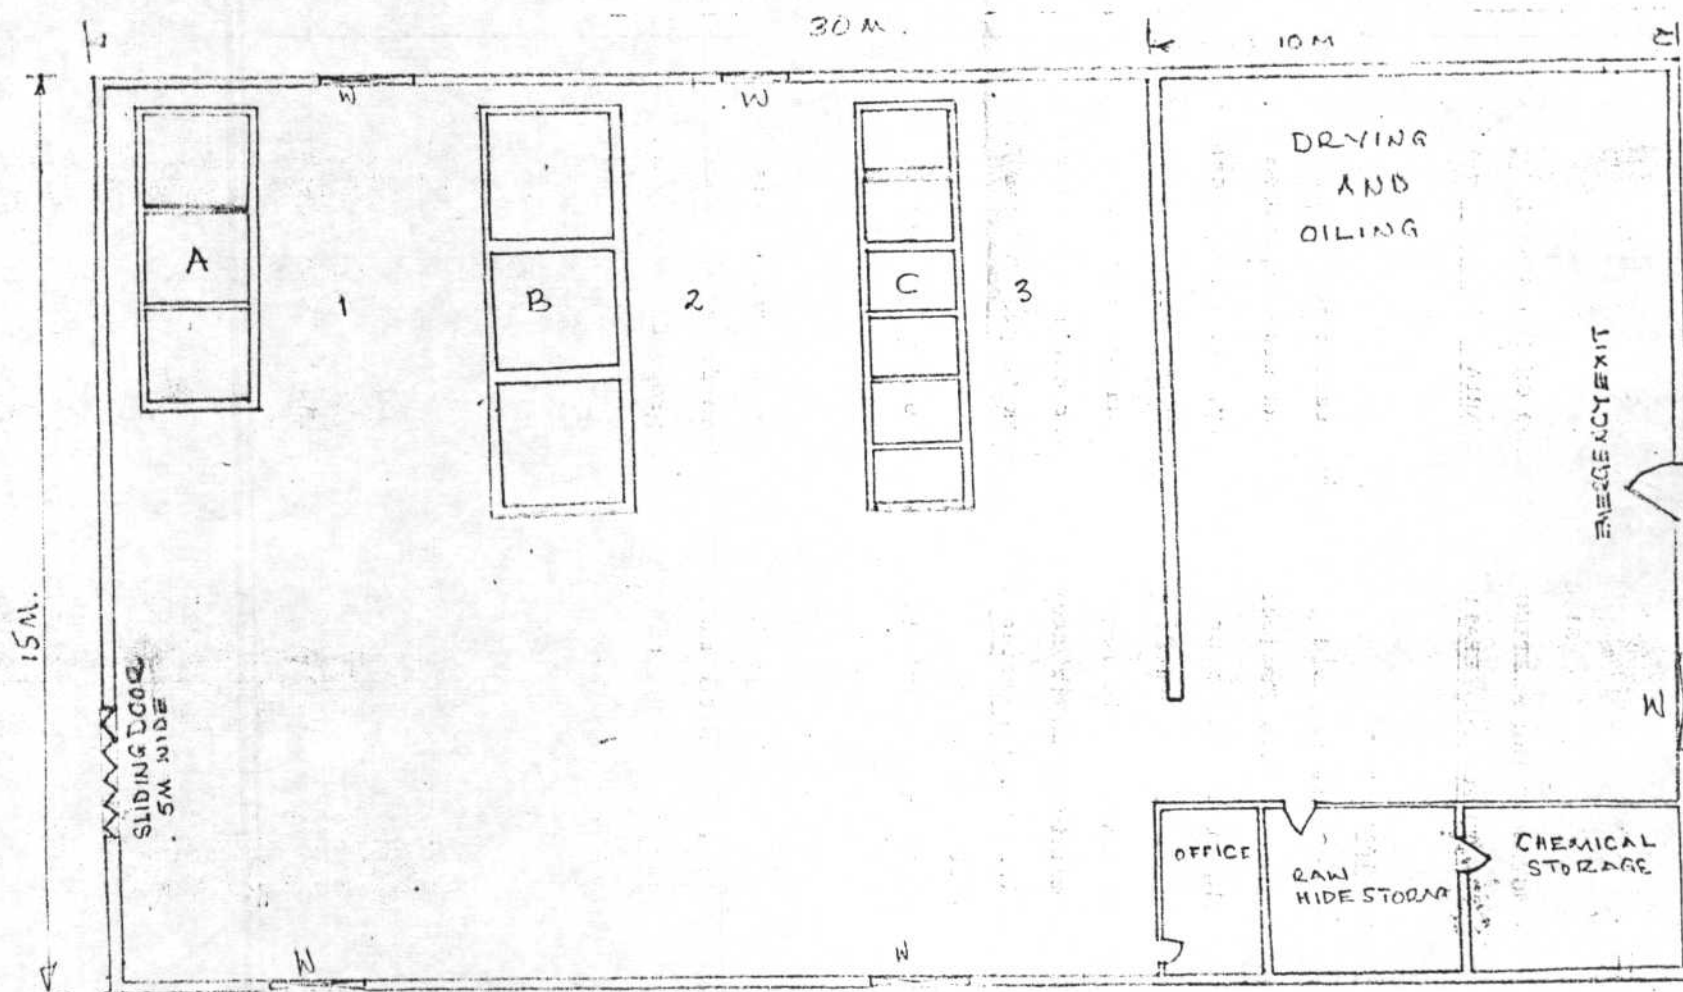 30 M.
10 M
W
W
DRYING
AND
OILING
A
1
B
2
C
3
EMERGENCY EXIT
15 M.
SLIDING DOOR
5M WIDE
W
OFFICE
RAW
HIDE STORAGE
CHEMICAL
STORAGE
W
W